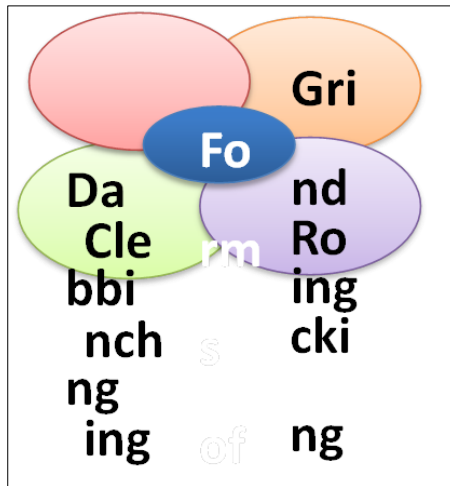 Gri
Fo
Da nd
Cle rm Ro
bbi ing
nch s cki
ng
ing of ng